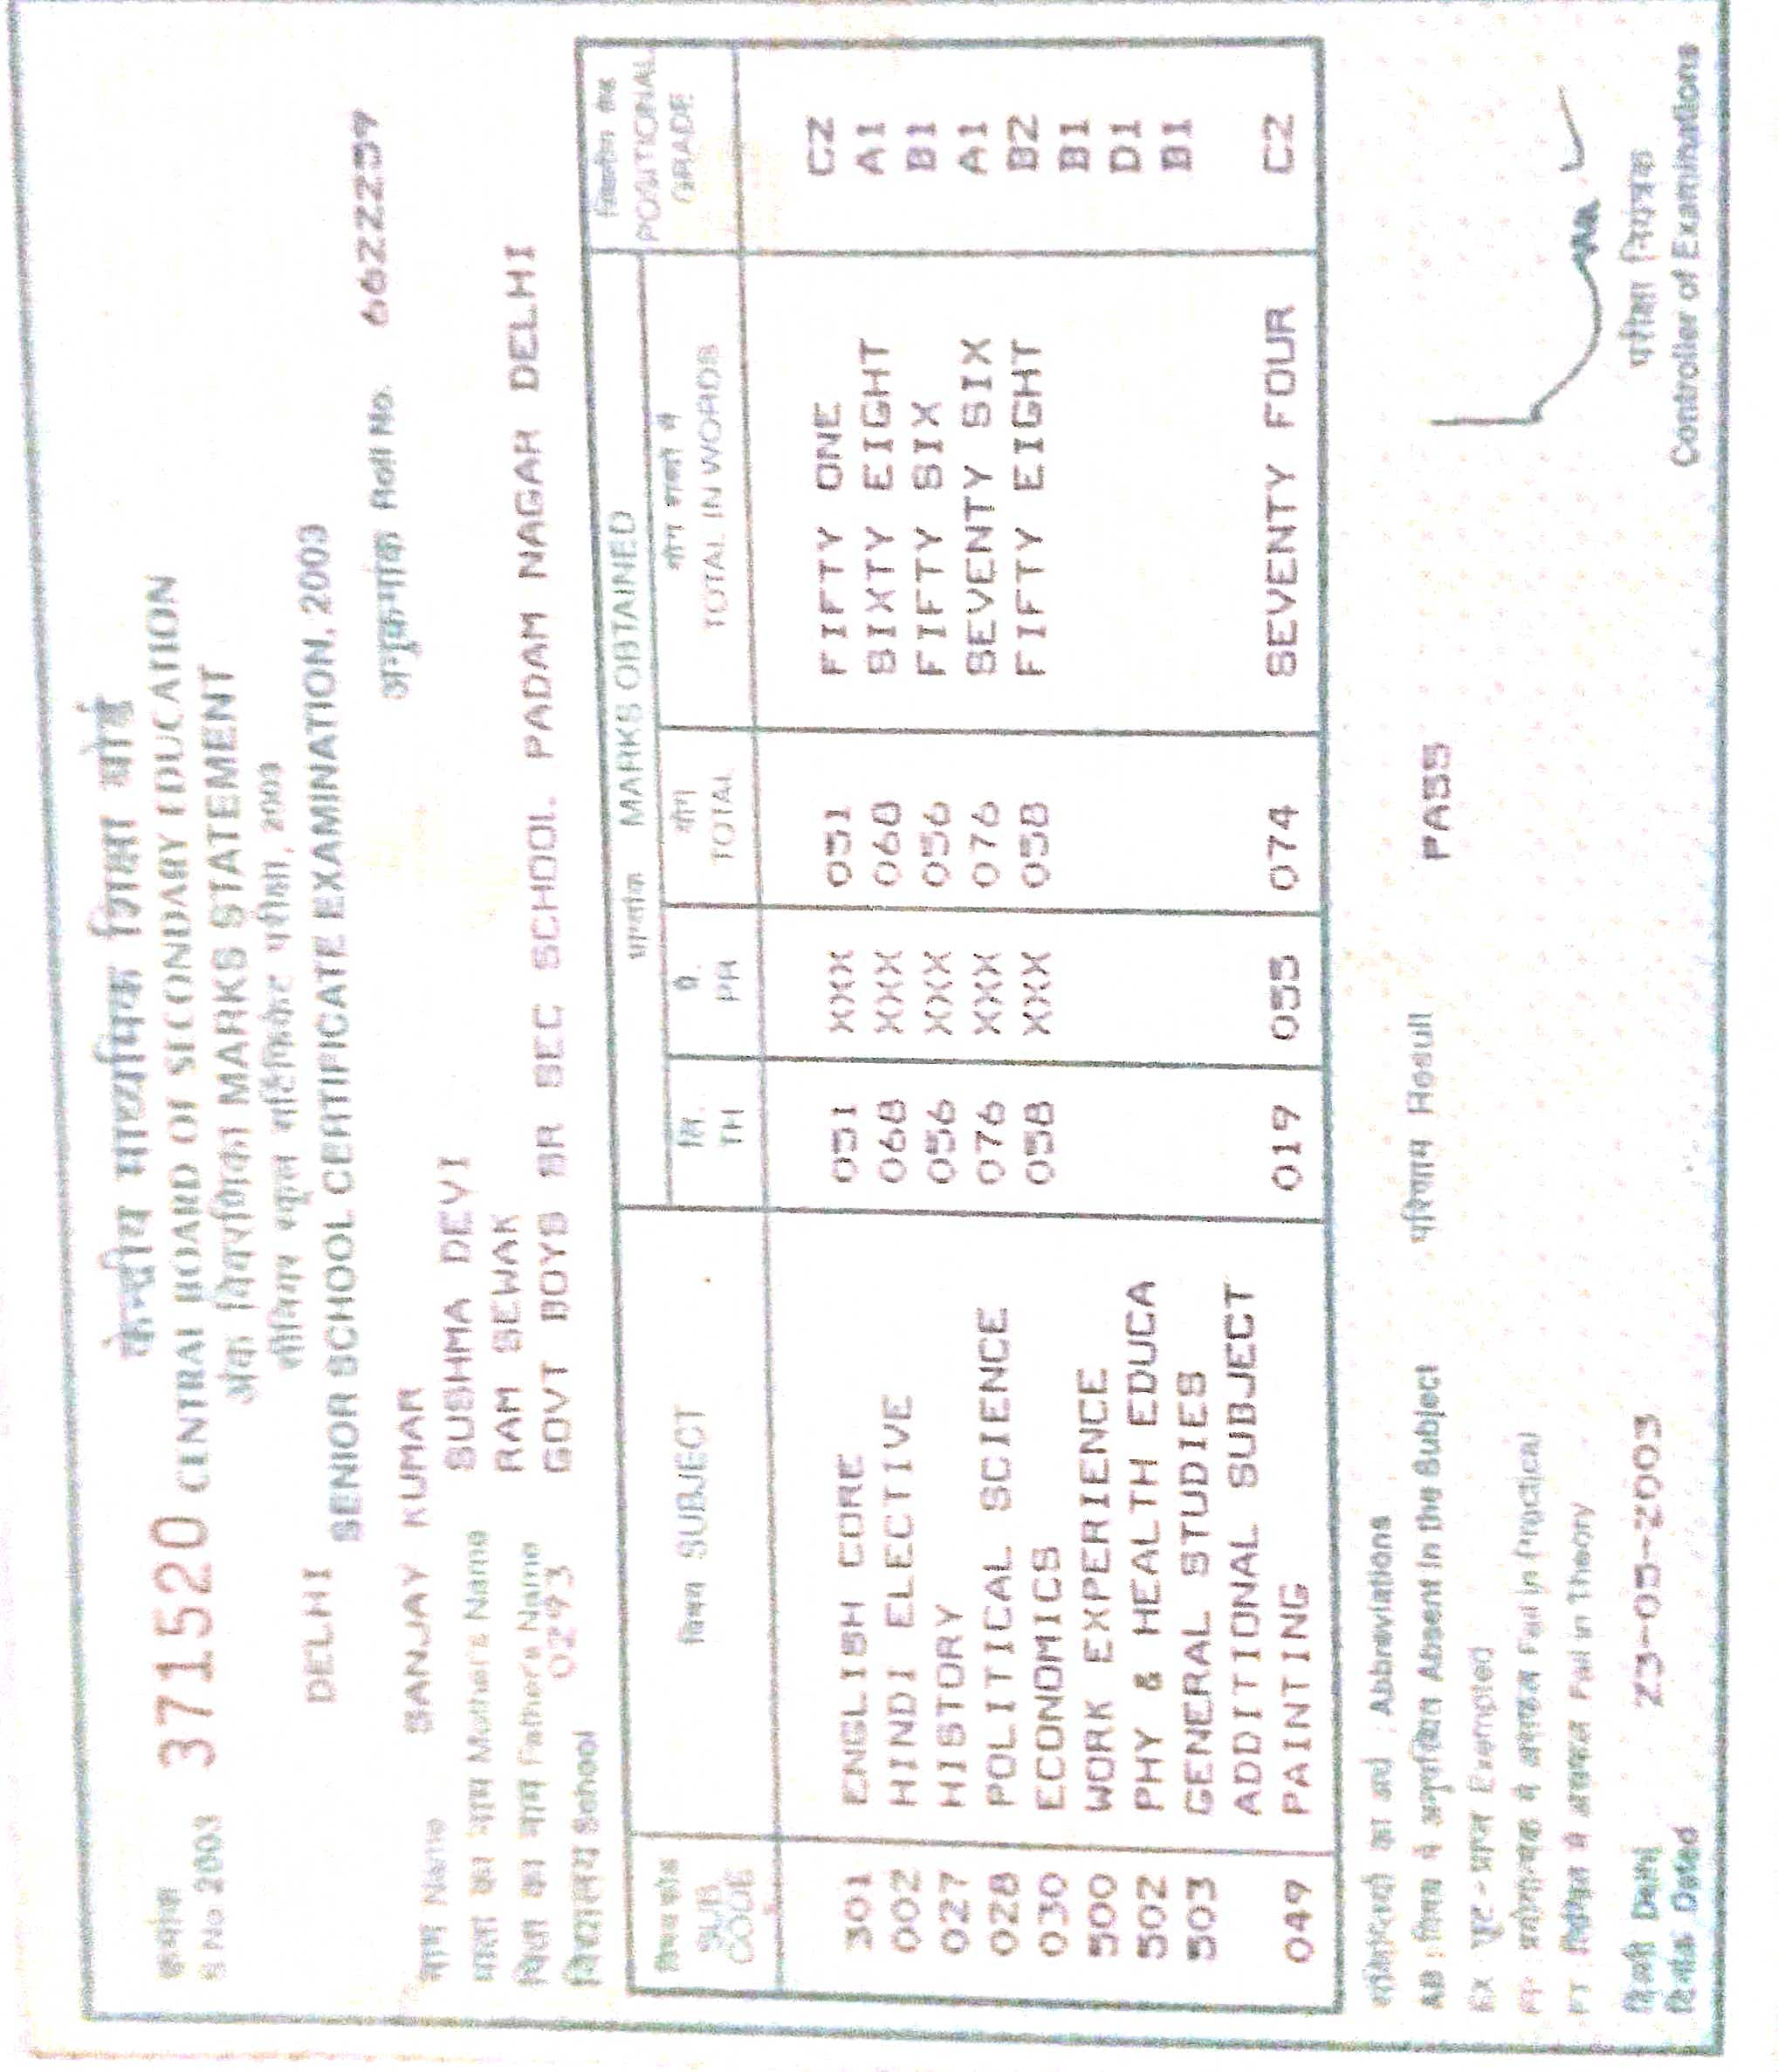 केन्द्रीय माध्यमिक शिक्षा बोर्ड
क्रमांक
S No 2003 371520 CENTRAL BOARD OF SECONDARY EDUCATION
अंक विवरणिका MARKS STATEMENT
सीनियर स्कूल सर्टिफिकेट परीक्षा, 2003
DELHI SENIOR SCHOOL CERTIFICATE EXAMINATION, 2003
अनुक्रमांक Roll No. 6622259
नाम Name SANJAY KUMAR
माता का नाम Mother's Name SUSHMA DEVI
पिता का नाम Father's Name RAM SEWAK
विद्यालय School 02993 GOVT BOYS SR SEC SCHOOL PADAM NAGAR DELHI
विषय कोड SUB CODE विषय SUBJECT प्राप्तांक MARKS OBTAINED POSITIONAL GRADE
TH PR योग TOTAL योग शब्दों में TOTAL IN WORDS
301 ENGLISH CORE 051 XXX 051 FIFTY ONE C2
002 HINDI ELECTIVE 068 XXX 068 SIXTY EIGHT A1
027 HISTORY 056 XXX 056 FIFTY SIX B1
028 POLITICAL SCIENCE 076 XXX 076 SEVENTY SIX A1
030 ECONOMICS 058 XXX 058 FIFTY EIGHT B2
500 WORK EXPERIENCE B1
502 PHY & HEALTH EDUCA D1
503 GENERAL STUDIES B1
ADDITIONAL SUBJECT
049 PAINTING 019 055 074 SEVENTY FOUR C2
Abbreviations
AB : विषय में अनुपस्थित Absent in the Subject परिणाम Result PASS
EX छूट - प्राप्त Exempted
FP : प्रयोगात्मक में असफल Fail in Practical
FT : लिखित में असफल Fail in Theory
दिल्ली Delhi
दिनांक Dated 23-05-2003
परीक्षा नियंत्रक
Controller of Examinations